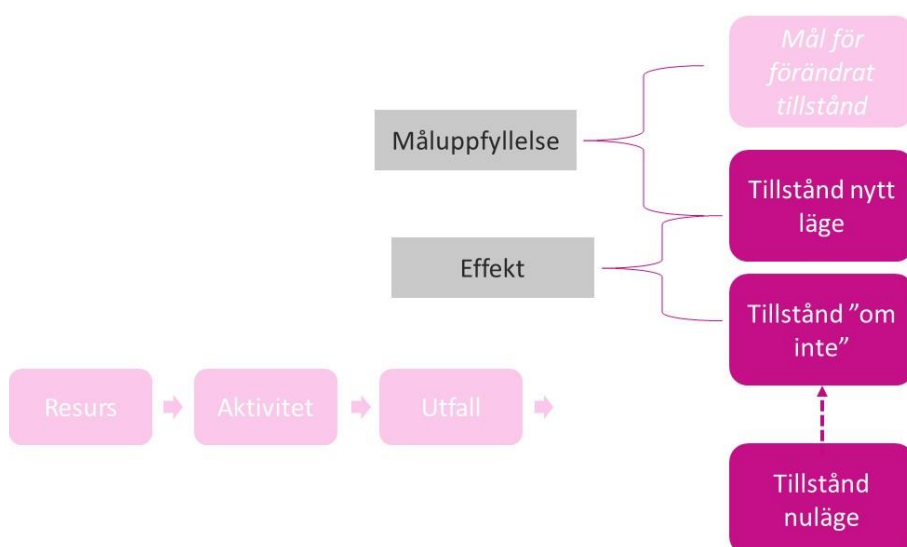 Mål för
förändrat
tillstånd
Måluppfyllelse
Tillstånd nytt
läge
Effekt
Tillstånd ”om
inte”
Resurs
Aktivitet
Utfall
Tillstånd
nuläge